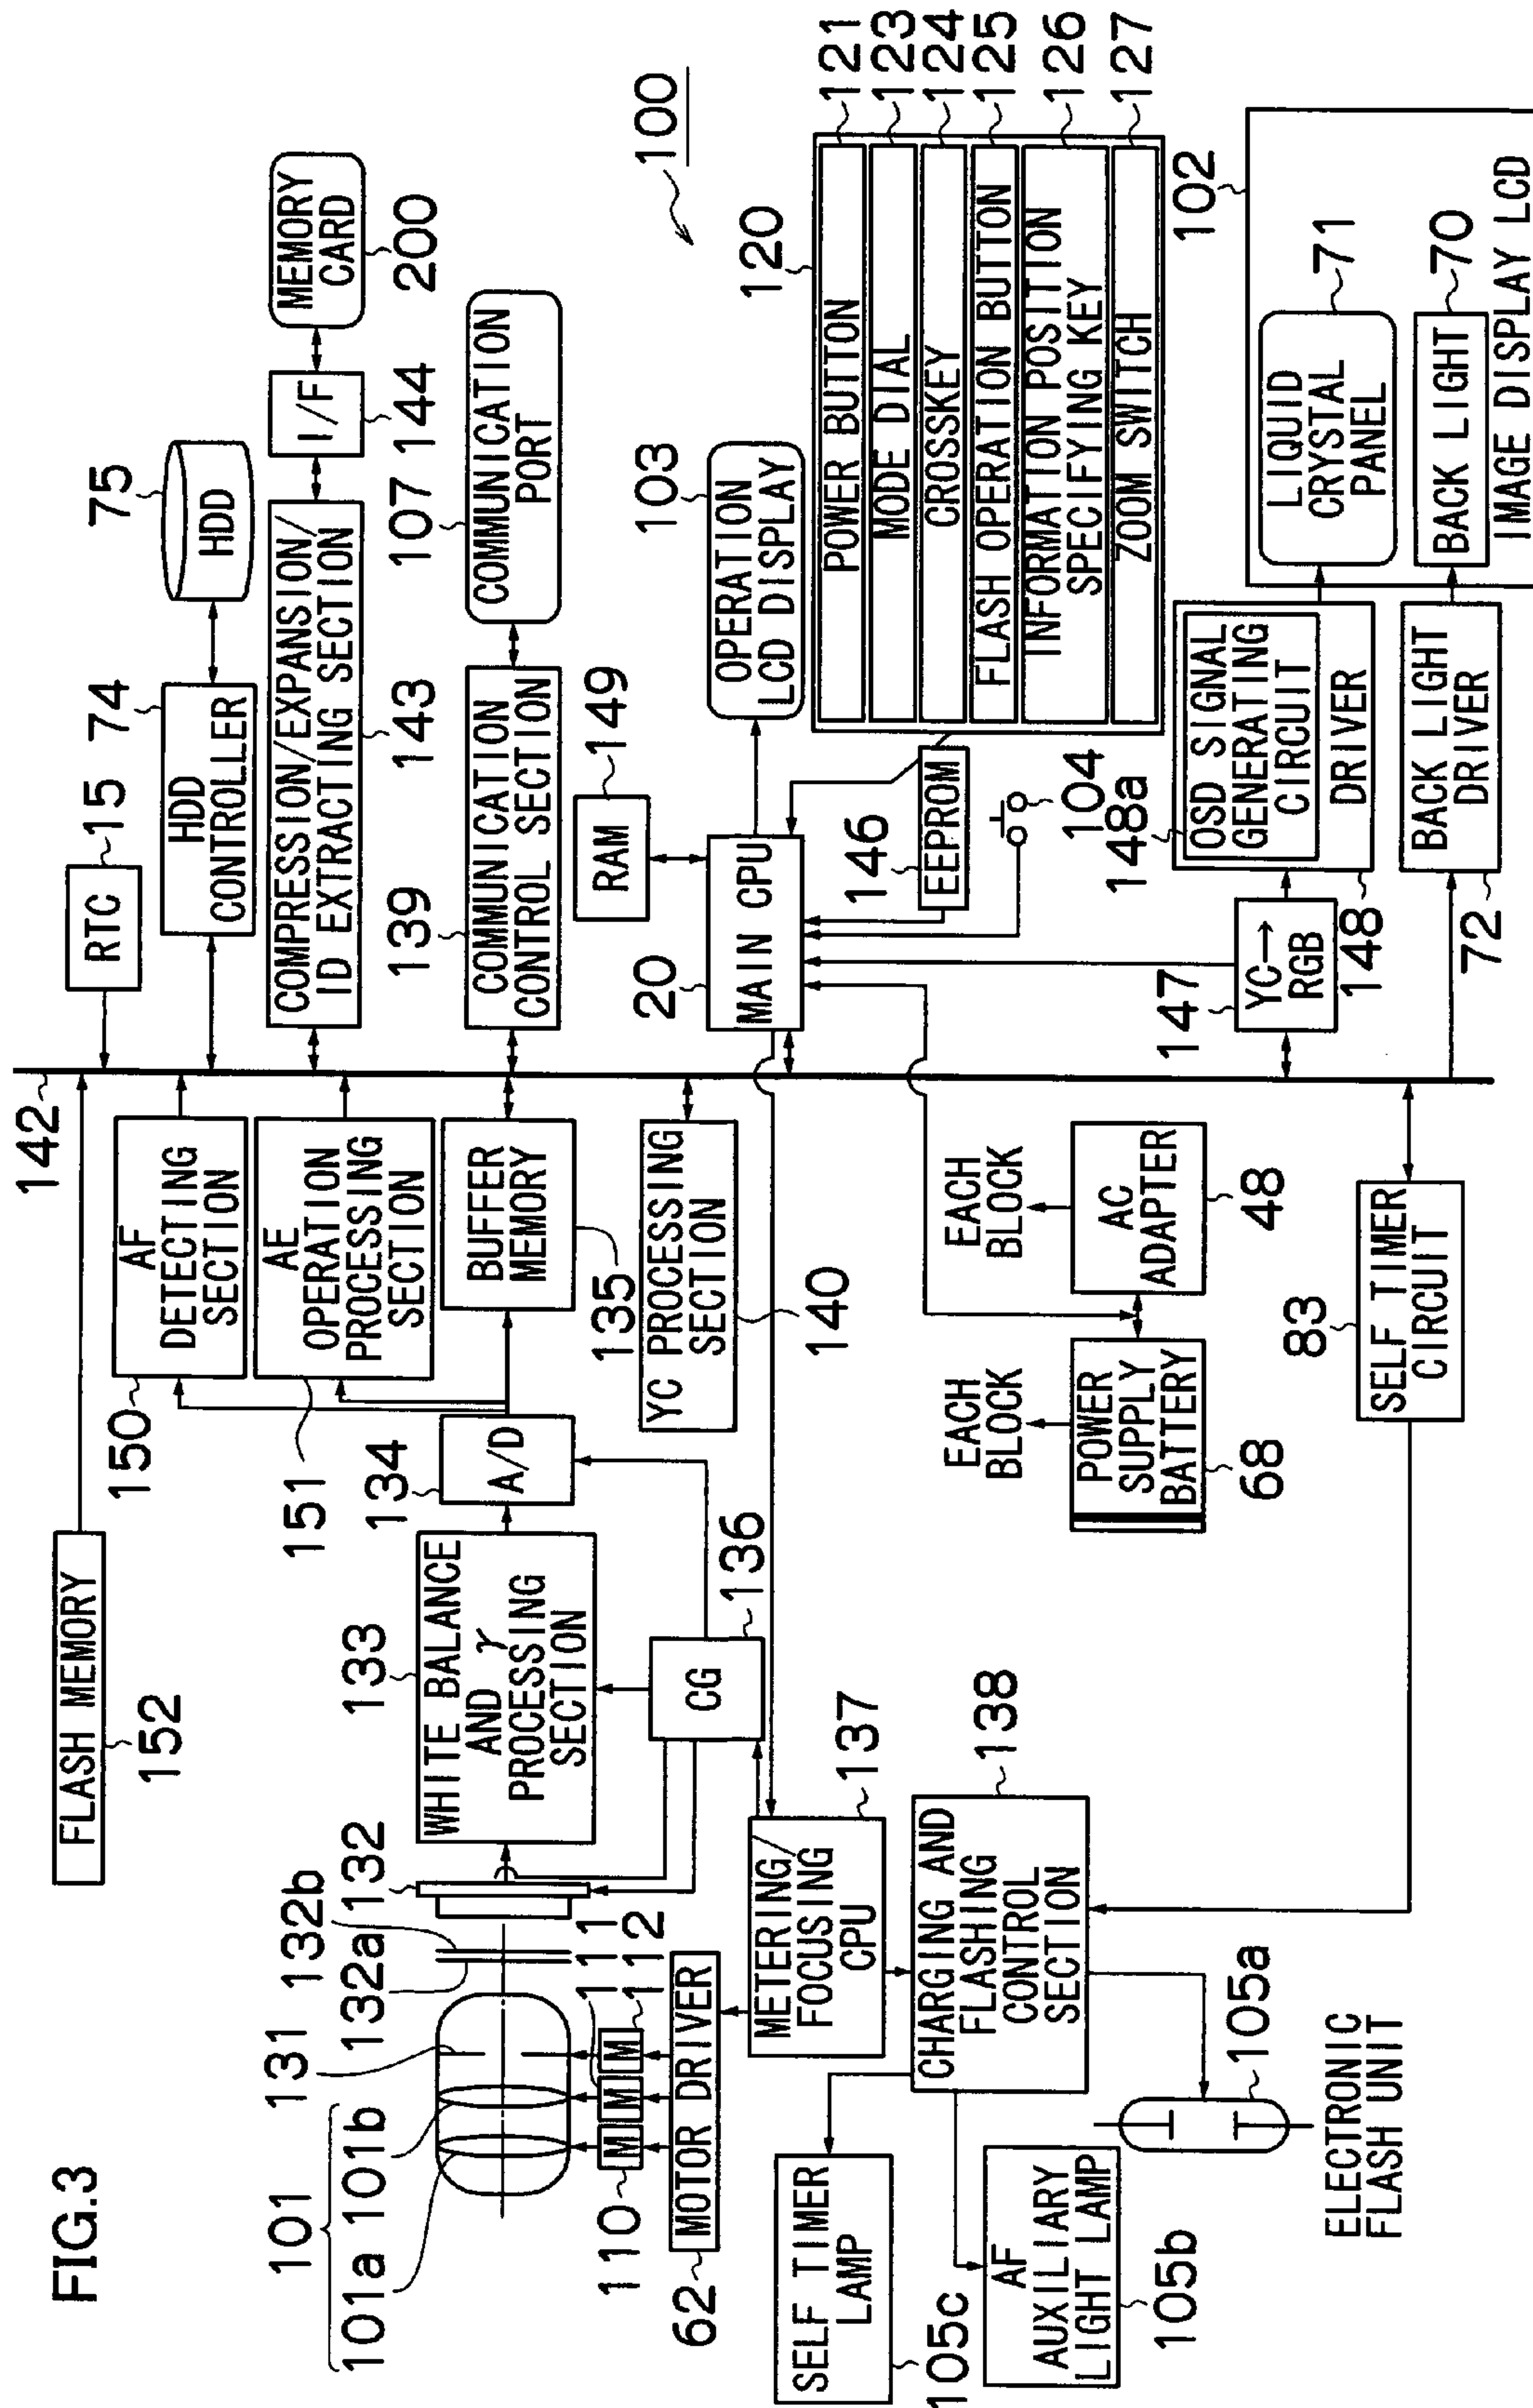 FIG.3
FLASH MEMORY
152
142
RTC
15
74
HDD
CONTROLLER
75
HDD
AF
DETECTING
SECTION
150
AE
OPERATION
PROCESSING
SECTION
151
COMPRESSION/EXPANSION/
ID EXTRACTING SECTION
143
I/F
144
MEMORY
CARD
200
101
101a
101b
131
132a
132b
132
WHITE BALANCE
AND γ
PROCESSING
SECTION
133
134
A/D
BUFFER
MEMORY
135
139
COMMUNICATION
CONTROL SECTION
107
COMMUNICATION
PORT
110
111
112
M
M
M
62
MOTOR DRIVER
CG
136
YC PROCESSING
SECTION
140
RAM
149
100
METERING/
FOCUSING
CPU
137
20
MAIN CPU
103
OPERATION
LCD DISPLAY
120
POWER BUTTON
121
MODE DIAL
123
CROSSKEY
124
FLASH OPERATION BUTTON
125
INFORMATION POSITION
SPECIFYING KEY
126
ZOOM SWITCH
127
146
EEPROM
104
SELF TIMER
LAMP
105c
CHARGING AND
FLASHING
CONTROL
SECTION
138
EACH
BLOCK
POWER
SUPPLY
BATTERY
68
EACH
BLOCK
AC
ADAPTER
48
147
YC→
RGB
148a
OSD SIGNAL
GENERATING
CIRCUIT
DRIVER
148
102
LIQUID
CRYSTAL
PANEL
71
AF
AUXILIARY
LIGHT LAMP
105b
105a
ELECTRONIC
FLASH UNIT
83
SELF TIMER
CIRCUIT
BACK LIGHT
DRIVER
72
BACK LIGHT
70
IMAGE DISPLAY LCD